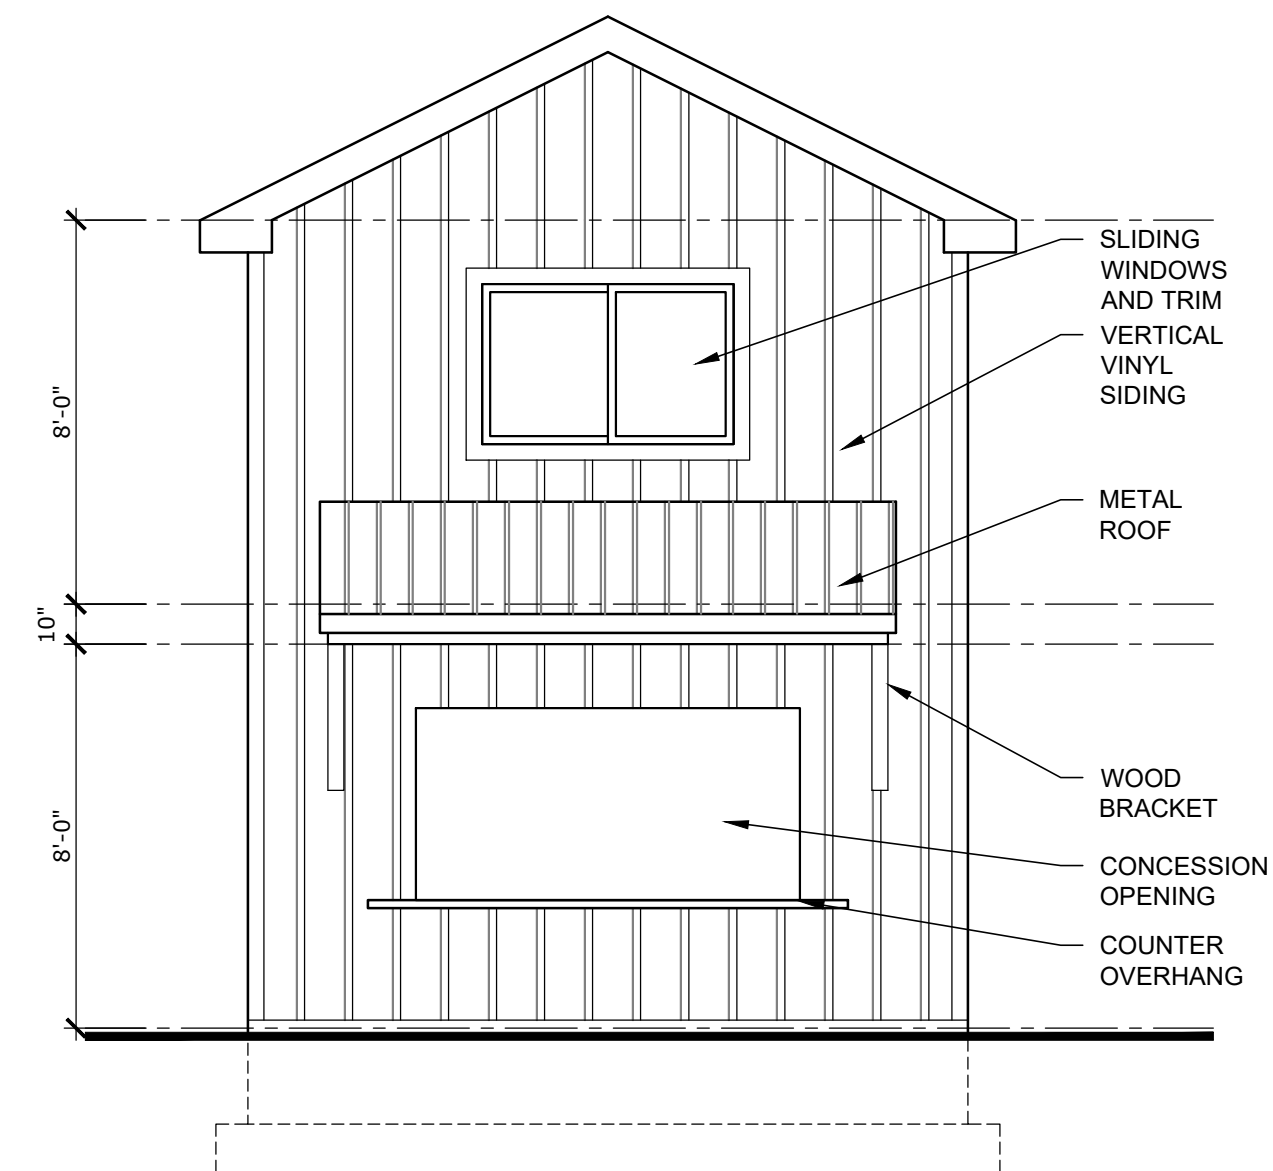 SLIDING
WINDOWS
AND TRIM
VERTICAL
VINYL
SIDING
8'-0"
METAL
ROOF
10"
WOOD
BRACKET
8'-0"
CONCESSION
OPENING
COUNTER
OVERHANG